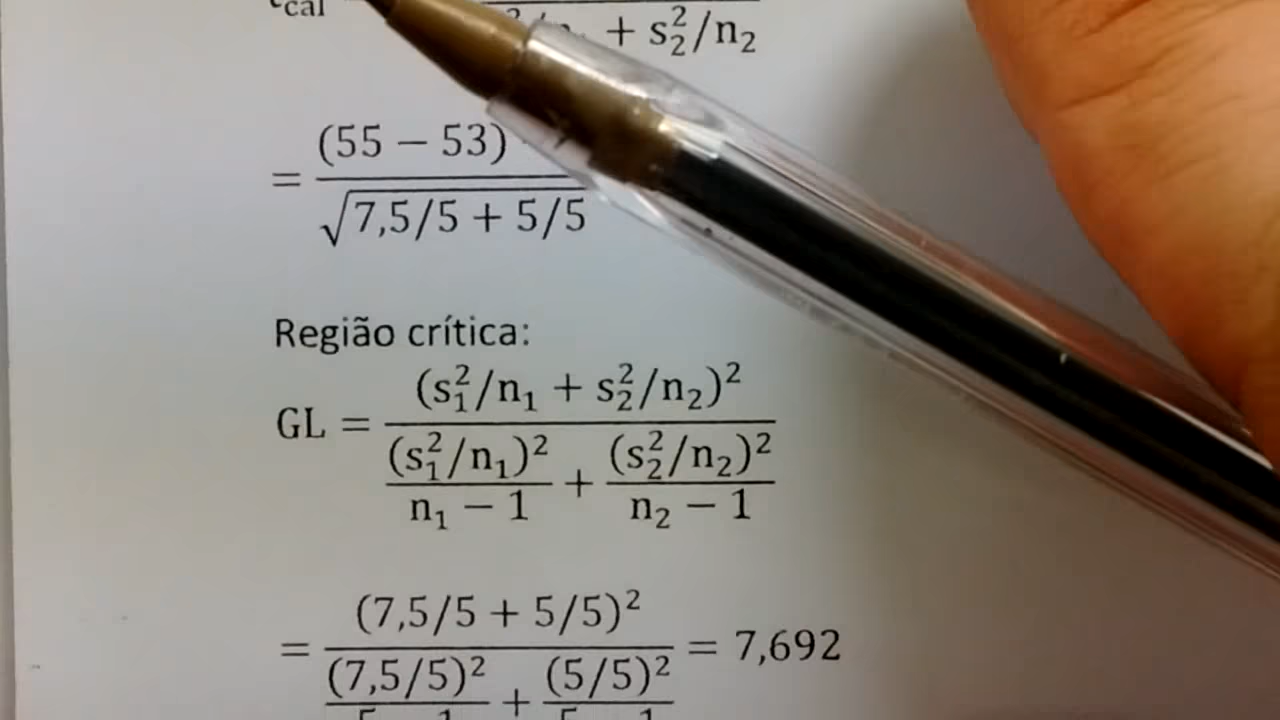 cal
+ s₂²/n₂
= (55 − 53)
√7,5/5 + 5/5
Região crítica:
GL = (s₁²/n₁ + s₂²/n₂)²
(s₁²/n₁)² + (s₂²/n₂)²
n₁ − 1 n₂ − 1
= (7,5/5 + 5/5)² = 7,692
(7,5/5)² + (5/5)²